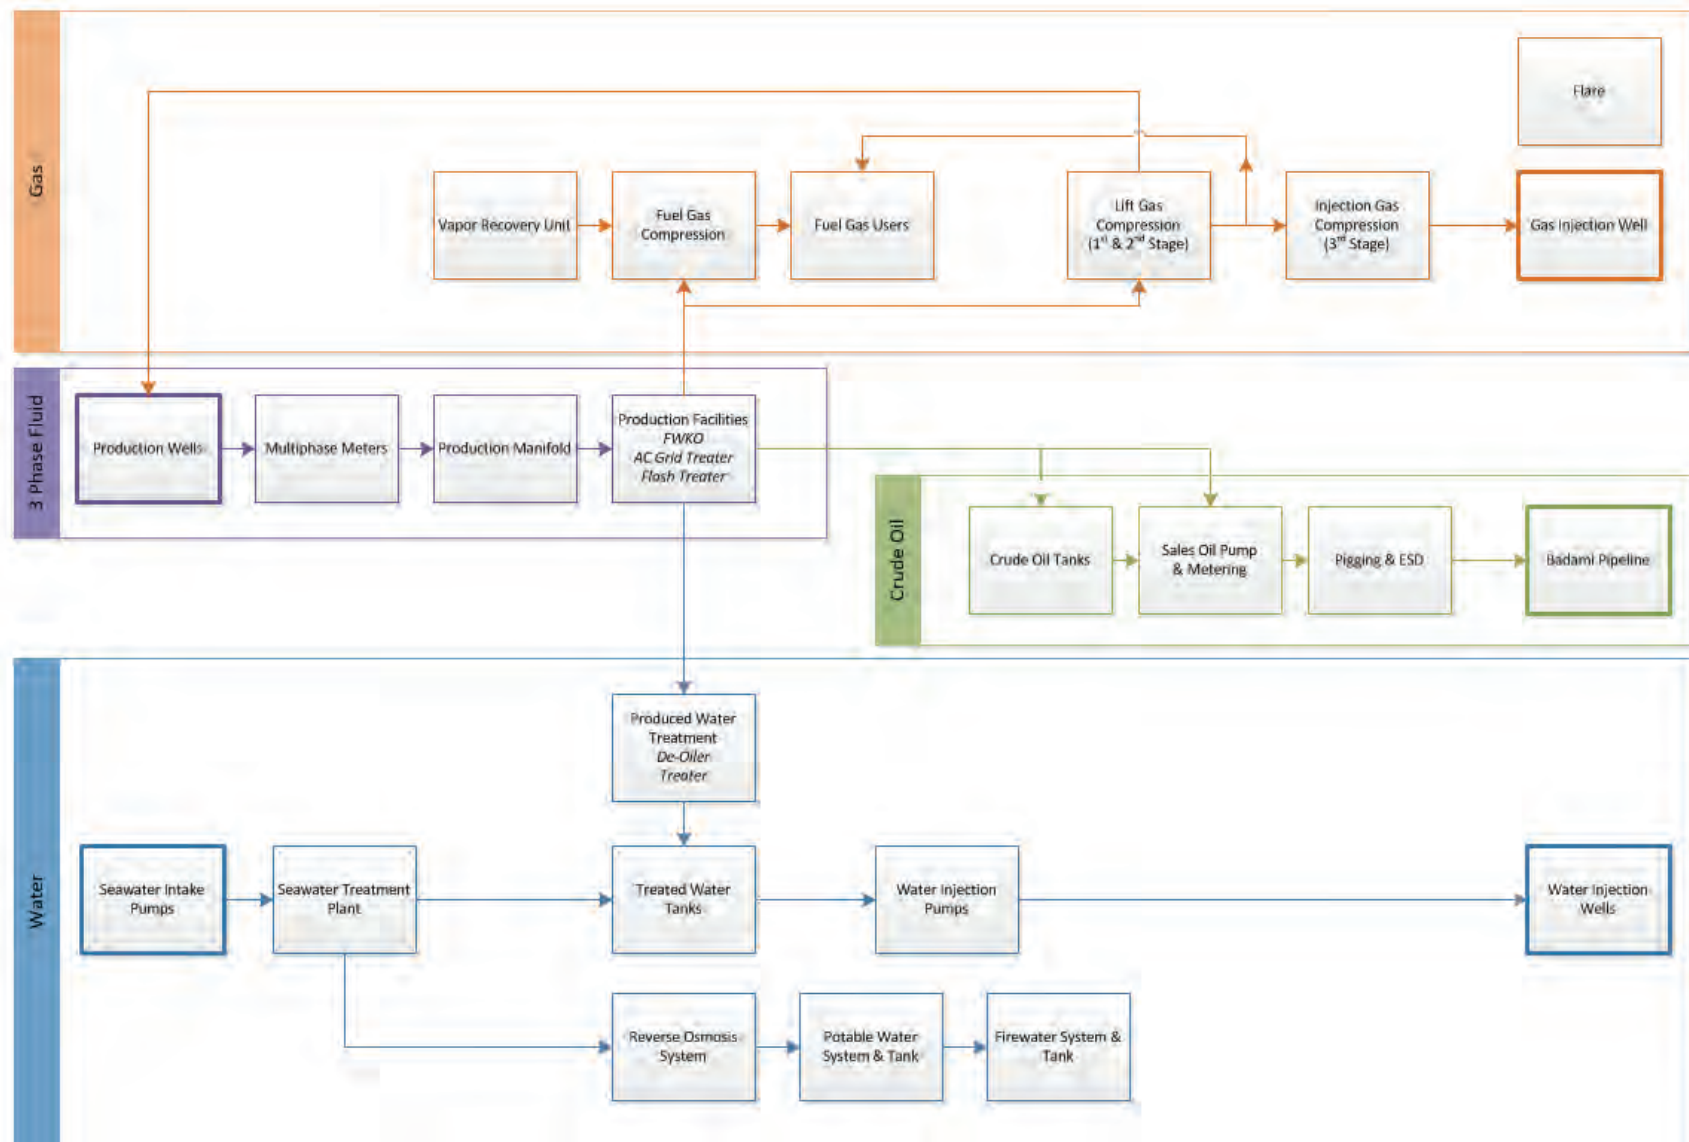 Gas
Flare
Vapor Recovery Unit
Fuel Gas
Compression
Fuel Gas Users
Lift Gas
Compression
(1st & 2nd Stage)
Injection Gas
Compression
(3rd Stage)
Gas Injection Well
3 Phase Fluid
Production Wells
Multiphase Meters
Production Manifold
Production Facilities
FWKO
AC Grid Treater
Flash Treater
Crude Oil
Crude Oil Tanks
Sales Oil Pump
& Metering
Pigging & ESD
Badami Pipeline
Water
Produced Water
Treatment
De-Oiler
Treater
Seawater Intake
Pumps
Seawater Treatment
Plant
Treated Water
Tanks
Water Injection
Pumps
Water Injection
Wells
Reverse Osmosis
System
Potable Water
System & Tank
Firewater System &
Tank